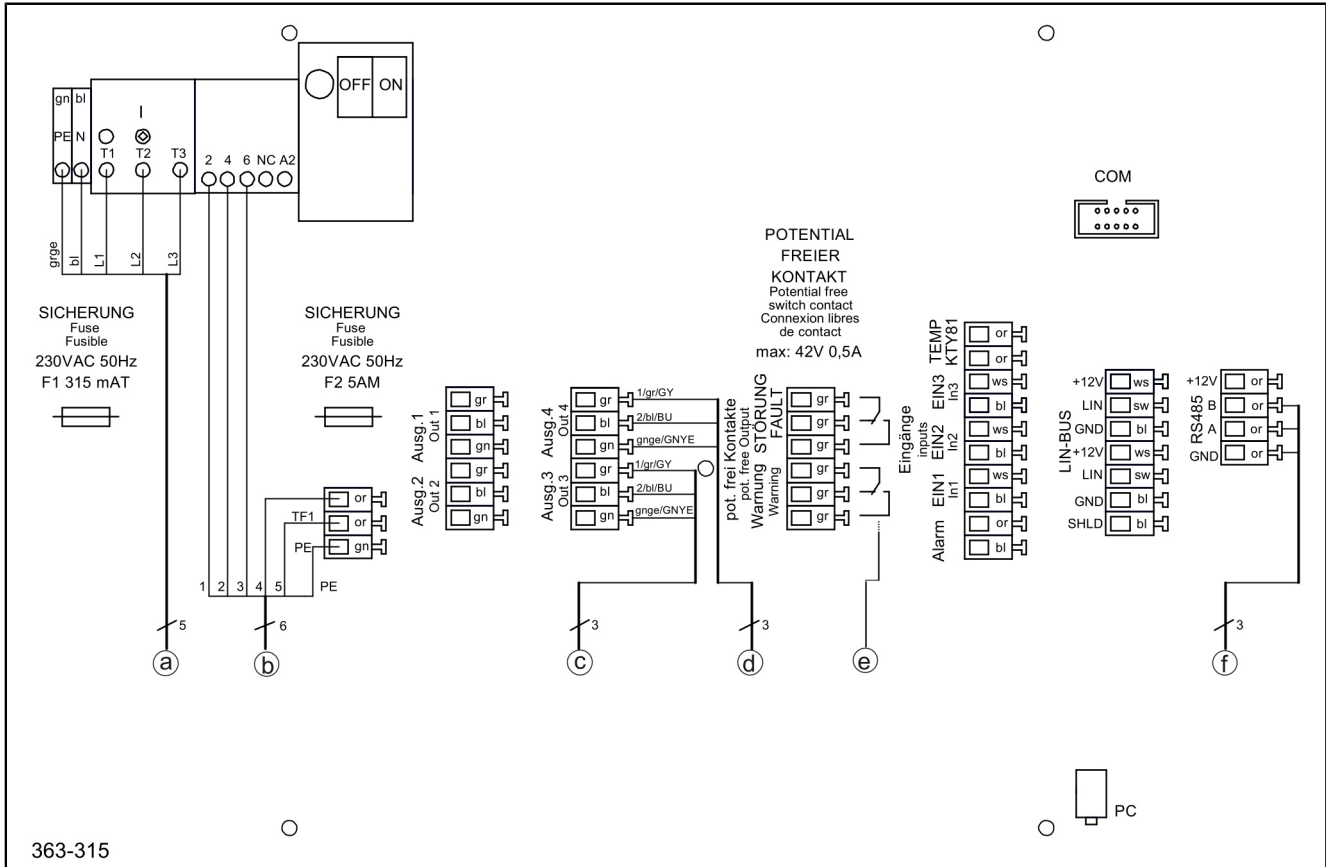 OFF ON
gn bl
I
PE N
T1 T2 T3
2 4 6 NC A2
grge bl L1 L2 L3
COM
POTENTIAL
FREIER
KONTAKT
Potential free
switch contact
Connexion libres
de contact
max: 42V 0,5A
SICHERUNG
Fuse
Fusible
230VAC 50Hz
F1 315 mAT
SICHERUNG
Fuse
Fusible
230VAC 50Hz
F2 5AM
or
TF1 or
PE gn
1 2 3 4 5 PE
Ausg.1
Out 1
gr
bl
gn
Ausg.2
Out 2
gr
bl
gn
Ausg.4
Out 4
gr 1/gr/GY
bl 2/bl/BU
gn gnge/GNYE
Ausg.3
Out 3
gr 1/gr/GY
bl 2/bl/BU
gn gnge/GNYE
pot. frei Kontakte
pot. free Output
STÖRUNG
FAULT
gr
gr
gr
Warnung
Warning
gr
gr
gr
Eingänge
inputs
TEMP
KTY81
or
or
EIN3
In3
ws
bl
EIN2
In2
ws
bl
EIN1
In1
ws
bl
Alarm
or
bl
LIN-BUS
+12V ws
LIN sw
GND bl
+12V ws
LIN sw
GND bl
SHLD bl
RS485
+12V or
B or
A or
GND or
5 6 3 3 3
a b c d e f
PC
363-315